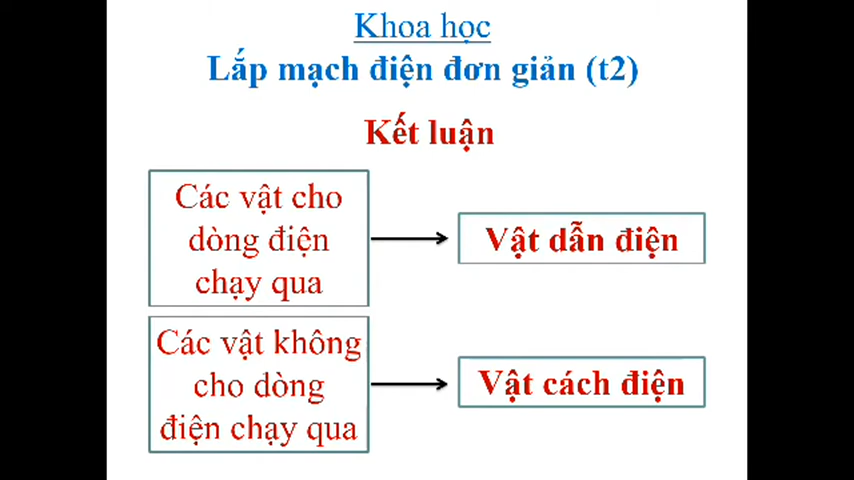 Khoa học
Lắp mạch điện đơn giản (t2)
Kết luận
Các vật cho
dòng điện
chạy qua
Vật dẫn điện
Các vật không
cho dòng
điện chạy qua
Vật cách điện